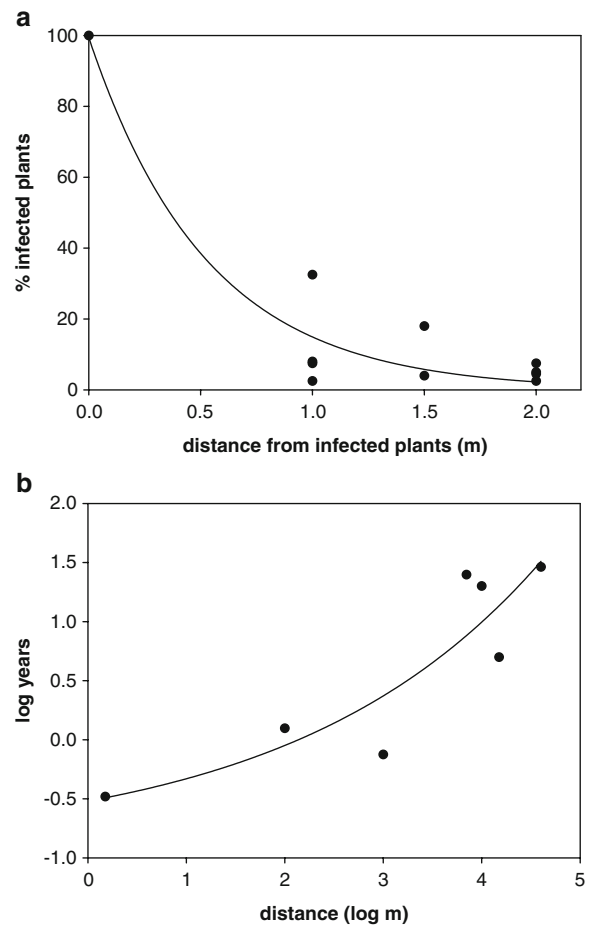 a
100
80
60
40
20
0
% infected plants
0.0 0.5 1.0 1.5 2.0
distance from infected plants (m)
b
2.0
1.5
1.0
0.5
0.0
-0.5
-1.0
log years
0 1 2 3 4 5
distance (log m)